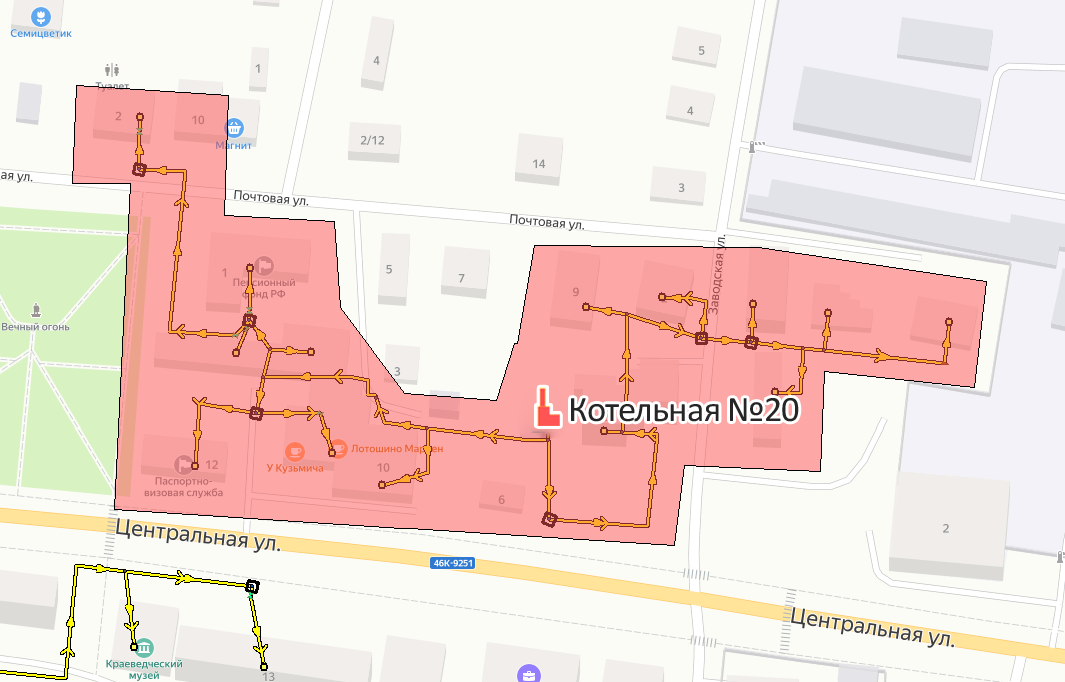 Семицветик
4
5
1
Туалет
2
10
Магнит
4
2/12
14
3
ая ул.
Почтовая ул.
Почтовая ул.
Заводская ул.
1
Пенсионный
фонд РФ
5
7
9
2
Вечный огонь
3
Котельная №20
12
Паспортно-
визовая служба
У Кузьмича
10
6
Центральная ул.
46К-9251
2
Центральная ул.
Краеведческий
музей
13